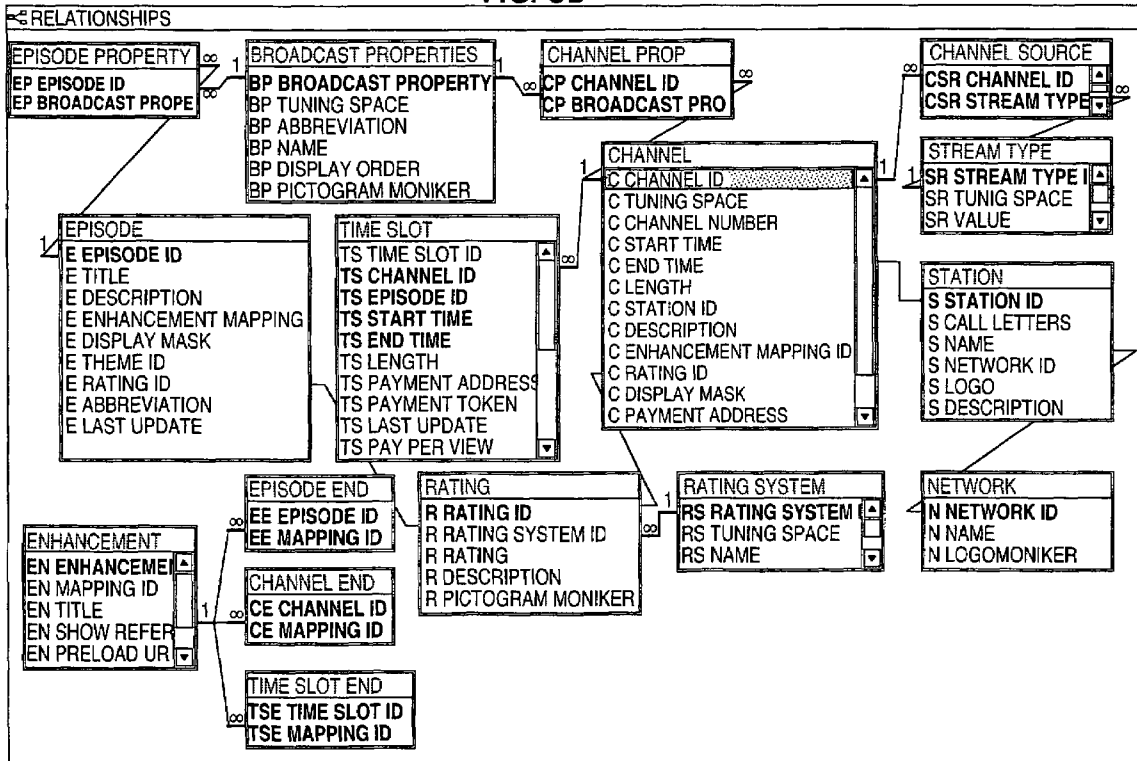 RELATIONSHIPS
EPISODE PROPERTY
EP EPISODE ID
EP BROADCAST PROPE
BROADCAST PROPERTIES
BP BROADCAST PROPERTY
BP TUNING SPACE
BP ABBREVIATION
BP NAME
BP DISPLAY ORDER
BP PICTOGRAM MONIKER
CHANNEL PROP
CP CHANNEL ID
CP BROADCAST PRO
CHANNEL SOURCE
CSR CHANNEL ID
CSR STREAM TYPE
∞
∞
1
1
∞
∞
∞
∞
CHANNEL
C CHANNEL ID
C TUNING SPACE
C CHANNEL NUMBER
C START TIME
C END TIME
C LENGTH
C STATION ID
C DESCRIPTION
C ENHANCEMENT MAPPING ID
C RATING ID
C DISPLAY MASK
C PAYMENT ADDRESS
1
1
STREAM TYPE
SR STREAM TYPE I
SR TUNIG SPACE
SR VALUE
1
EPISODE
E EPISODE ID
E TITLE
E DESCRIPTION
E ENHANCEMENT MAPPING
E DISPLAY MASK
E THEME ID
E RATING ID
E ABBREVIATION
E LAST UPDATE
1
TIME SLOT
TS TIME SLOT ID
TS CHANNEL ID
TS EPISODE ID
TS START TIME
TS END TIME
TS LENGTH
TS PAYMENT ADDRESS
TS PAYMENT TOKEN
TS LAST UPDATE
TS PAY PER VIEW
∞
STATION
S STATION ID
S CALL LETTERS
S NAME
S NETWORK ID
S LOGO
S DESCRIPTION
ENHANCEMENT
EN ENHANCEMEI
EN MAPPING ID
EN TITLE
EN SHOW REFER
EN PRELOAD UR
1
EPISODE END
EE EPISODE ID
EE MAPPING ID
∞
CHANNEL END
CE CHANNEL ID
CE MAPPING ID
∞
TIME SLOT END
TSE TIME SLOT ID
TSE MAPPING ID
∞
RATING
R RATING ID
R RATING SYSTEM ID
R RATING
R DESCRIPTION
R PICTOGRAM MONIKER
∞
1
RATING SYSTEM
RS RATING SYSTEM I
RS TUNING SPACE
RS NAME
NETWORK
N NETWORK ID
N NAME
N LOGOMONIKER